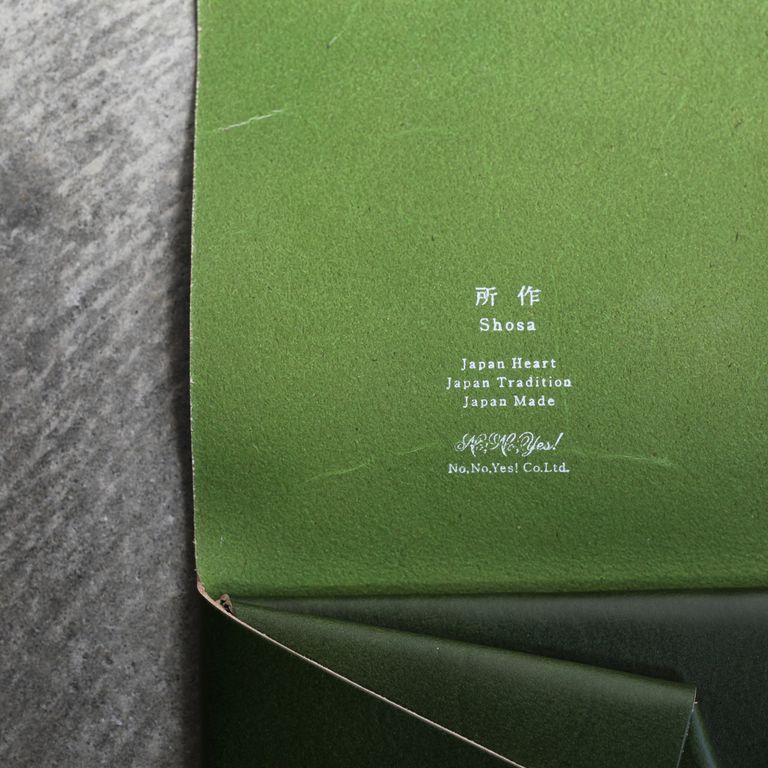 所作
Shosa
Japan Heart
Japan Tradition
Japan Made
No,No,Yes!
No,No,Yes! Co.Ltd.